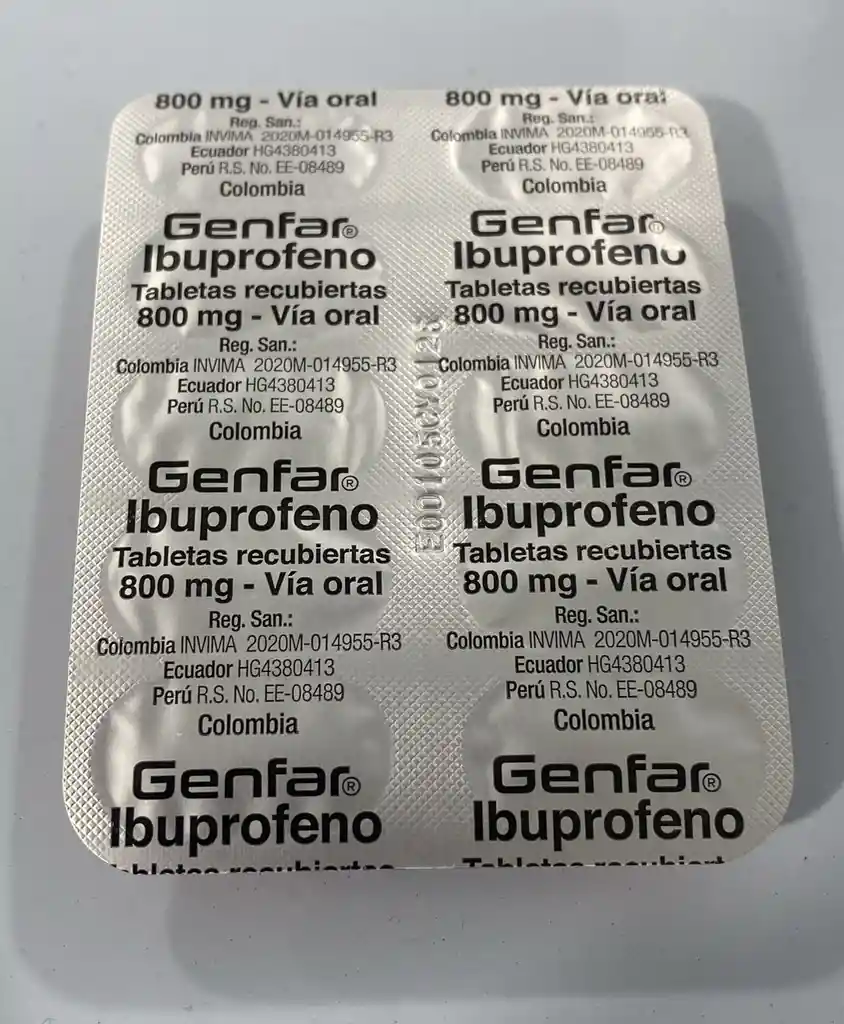 800 mg - Vía oral
Reg. San.:
Colombia INVIMA 2020M-014955-R3
Ecuador HG4380413
Perú R.S. No. EE-08489
Colombia
Genfar®
Ibuprofeno
Tabletas recubiertas
800 mg - Vía oral
Reg. San.:
Colombia INVIMA 2020M-014955-R3
Ecuador HG4380413
Perú R.S. No. EE-08489
Colombia
Genfar®
Ibuprofeno
Tabletas recubiertas
800 mg - Vía oral
Reg. San.:
Colombia INVIMA 2020M-014955-R3
Ecuador HG4380413
Perú R.S. No. EE-08489
Colombia
Genfar®
Ibuprofeno
800 mg - Vía oral
Reg. San.:
Colombia INVIMA 2020M-014955-R3
Ecuador HG4380413
Perú R.S. No. EE-08489
Colombia
Genfar®
Ibuprofeno
Tabletas recubiertas
800 mg - Vía oral
Reg. San.:
Colombia INVIMA 2020M-014955-R3
Ecuador HG4380413
Perú R.S. No. EE-08489
Colombia
Genfar®
Ibuprofeno
Tabletas recubiertas
800 mg - Vía oral
Reg. San.:
Colombia INVIMA 2020M-014955-R3
Ecuador HG4380413
Perú R.S. No. EE-08489
Colombia
Genfar®
Ibuprofeno